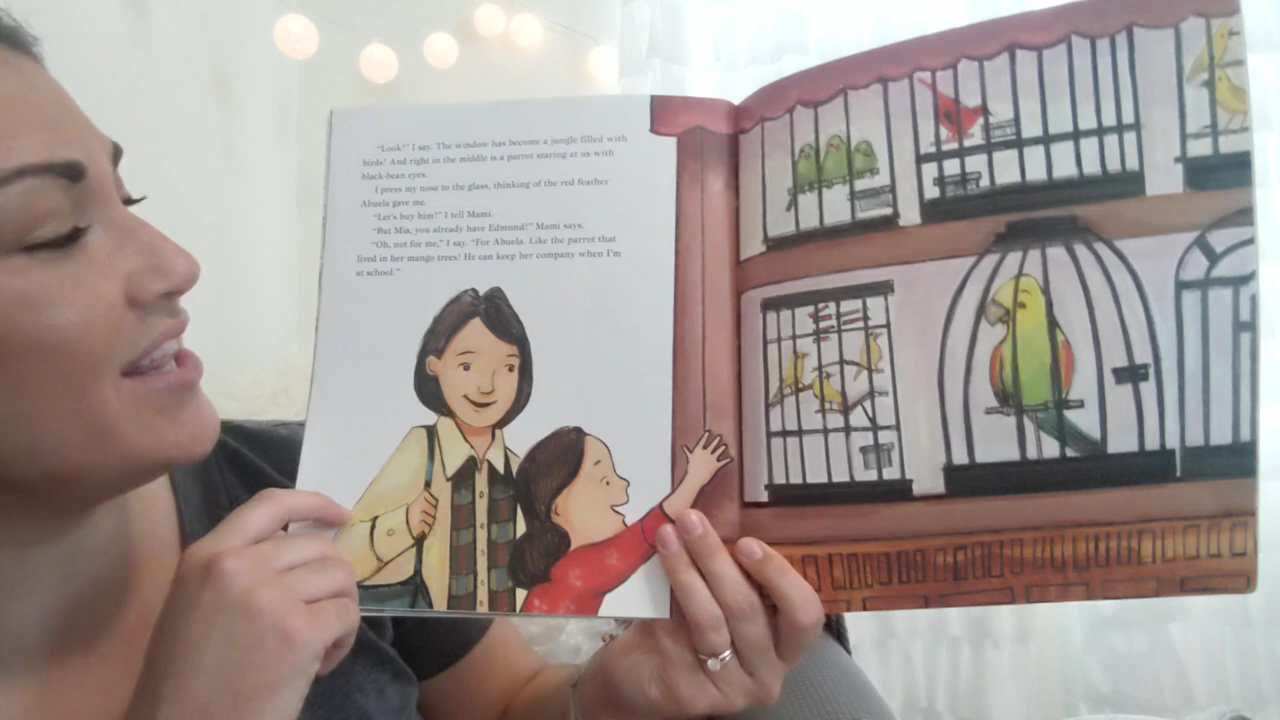 "Look!" I say. The window has become a jungle filled with
birds! And right in the middle is a parrot staring at us with
black-bean eyes.
I press my nose to the glass, thinking of the red feather
Abuela gave me.
"Let's buy him!" I tell Mami.
"But Mia, you already have Edmund!" Mami says.
"Oh, not for me," I say. "For Abuela. Like the parrot that
lived in her mango trees! He can keep her company when I'm
at school."